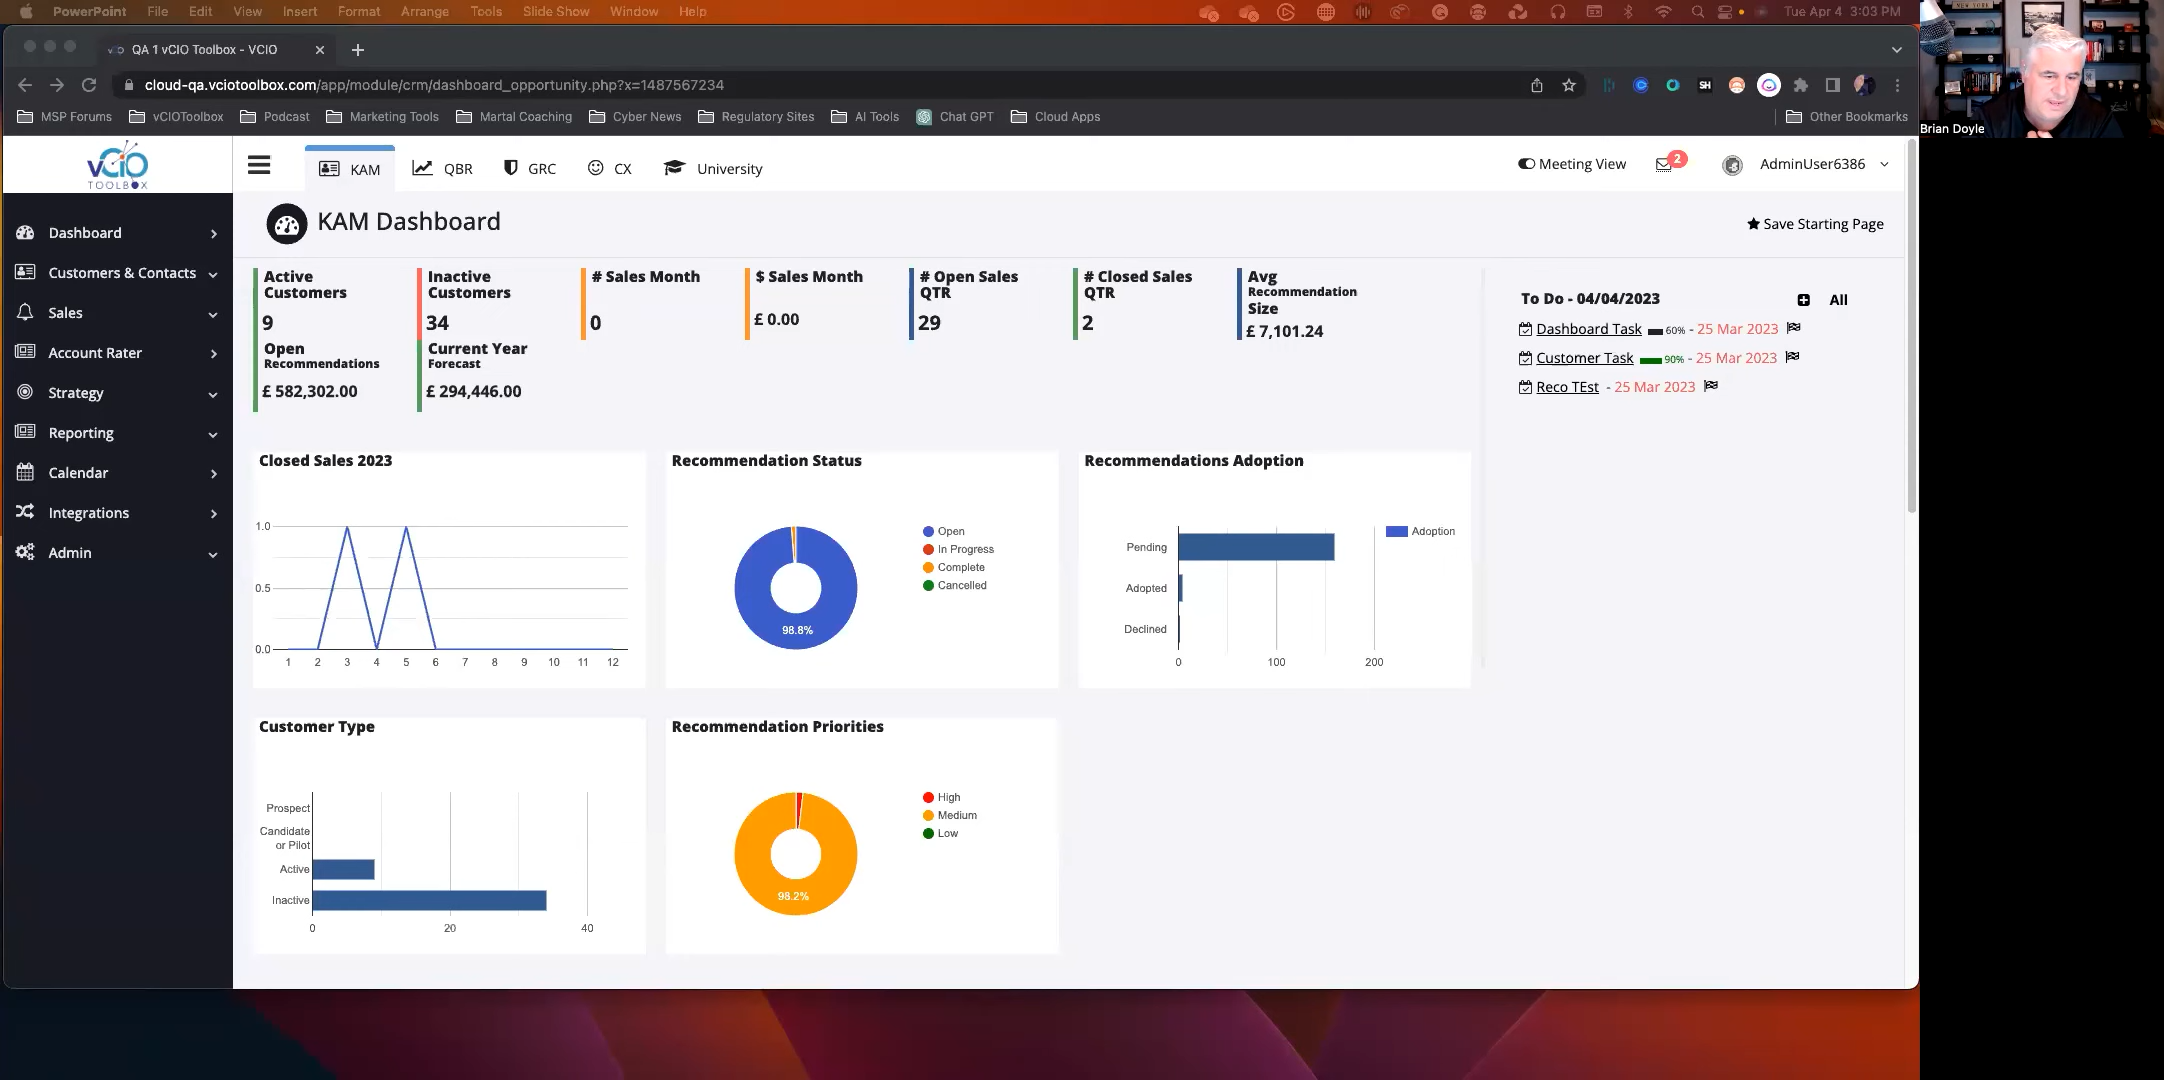 PowerPoint File Edit View Insert Format Arrange Tools Slide Show Window Help Tue Apr 4 3:03 PM
QA 1 vCIO Toolbox - VCIO
cloud-qa.vciotoolbox.com/app/module/crm/dashboard_opportunity.php?x=1487567234
SH
MSP Forums vCIOToolbox Podcast Marketing Tools Martal Coaching Cyber News Regulatory Sites AI Tools Chat GPT Cloud Apps Other Bookmarks
Brian Doyle
vCIO
TOOLBOX
KAM QBR GRC CX University
Meeting View 2 AdminUser6386
Dashboard
Customers & Contacts
Sales
Account Rater
Strategy
Reporting
Calendar
Integrations
Admin
KAM Dashboard
Save Starting Page
Active
Customers
9
Inactive
Customers
34
# Sales Month
0
$ Sales Month
£ 0.00
# Open Sales
QTR
29
# Closed Sales
QTR
2
Avg
Recommendation
Size
£ 7,101.24
Open
Recommendations
£ 582,302.00
Current Year
Forecast
£ 294,446.00
To Do - 04/04/2023 All
Dashboard Task 60% - 25 Mar 2023
Customer Task 90% - 25 Mar 2023
Reco TEst - 25 Mar 2023
Closed Sales 2023
1.0
0.5
0.0
1 2 3 4 5 6 7 8 9 10 11 12
Recommendation Status
98.8%
Open
In Progress
Complete
Cancelled
Recommendations Adoption
Pending
Adopted
Declined
0 100 200
Adoption
Customer Type
Prospect
Candidate
or Pilot
Active
Inactive
0 20 40
Recommendation Priorities
98.2%
High
Medium
Low